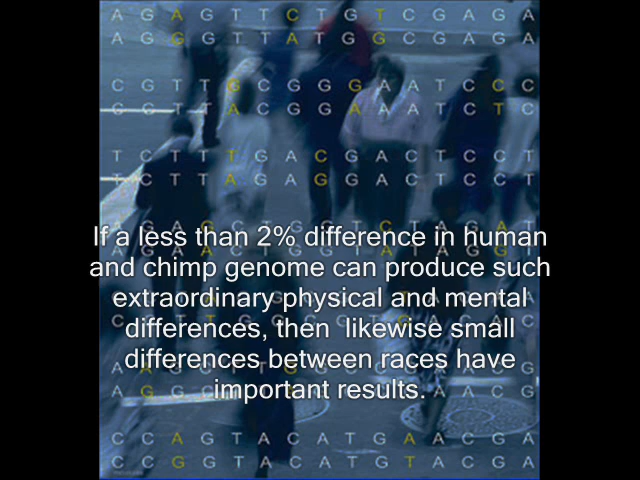 A G A G T T C T G T C G A G A
A G G G T T A T G G C G A G A
C G T T G C G G G A A T C C C
G C T T A C G G A A A T C T C
T C T T T G A C G A C T C C T
T C T T A G A G G A C T C C T
If a less than 2% difference in human
and chimp genome can produce such
extraordinary physical and mental
differences, then likewise small
differences between races have
important results.
C C A G T A C A T G A A C G A
C C G G T A C A T G T A C G A